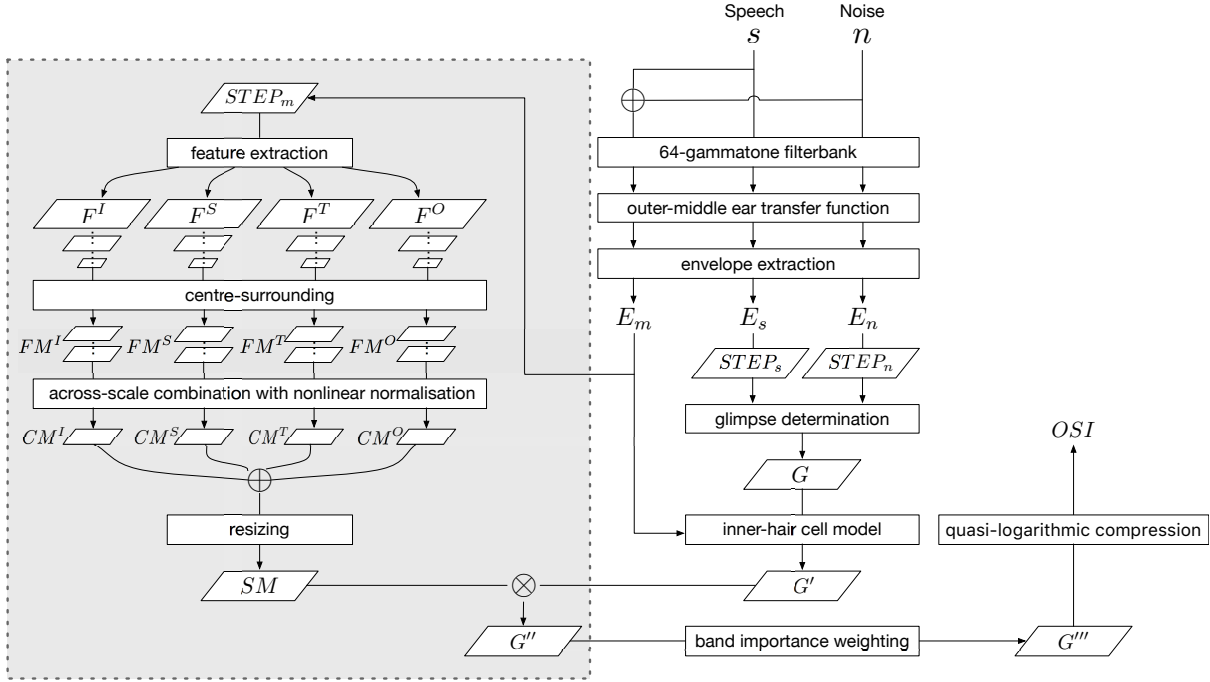 Speech Noise
s n
STEP_m
feature extraction
64-gammatone filterbank
F^I F^S F^T F^O
outer-middle ear transfer function
envelope extraction
centre-surrounding
E_m E_s E_n
FM^I FM^S FM^T FM^O
STEP_s STEP_n
across-scale combination with nonlinear normalisation
glimpse determination
CM^I CM^S CM^T CM^O
OSI
G
resizing
inner-hair cell model
quasi-logarithmic compression
SM
G′
G″
band importance weighting
G‴